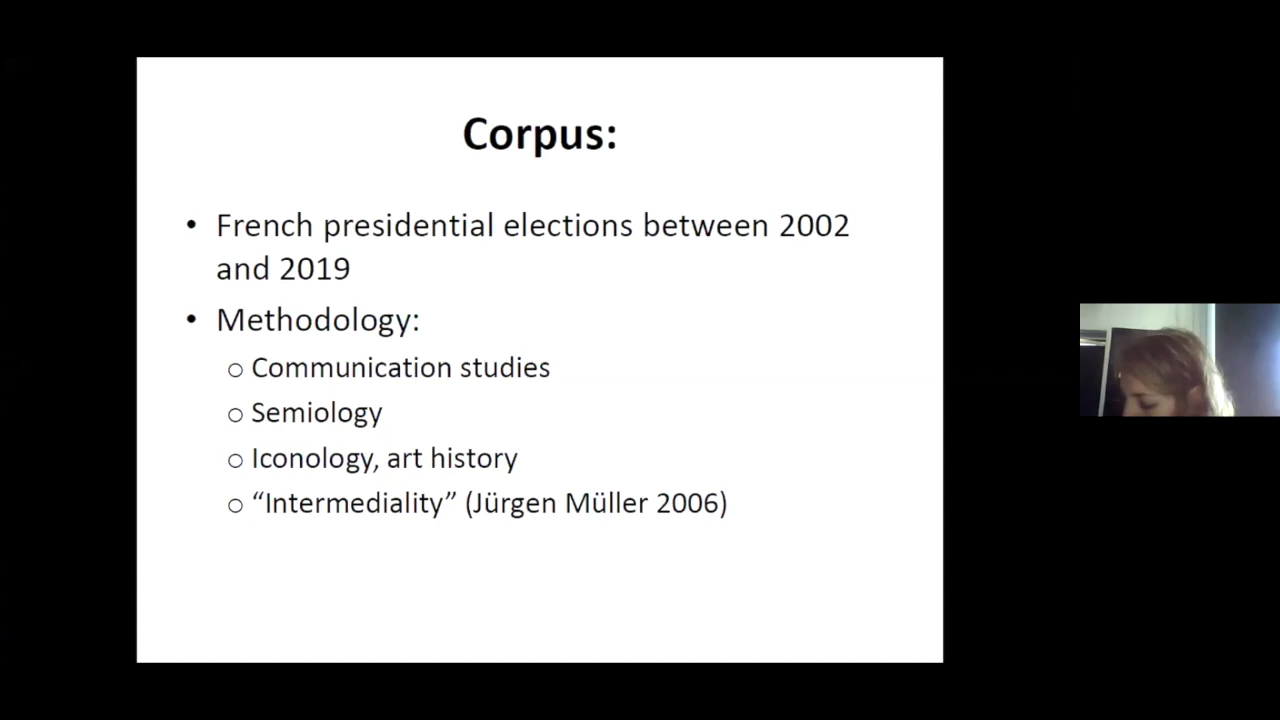 Corpus:
• French presidential elections between 2002
and 2019
• Methodology:
○ Communication studies
○ Semiology
○ Iconology, art history
○ “Intermediality” (Jürgen Müller 2006)